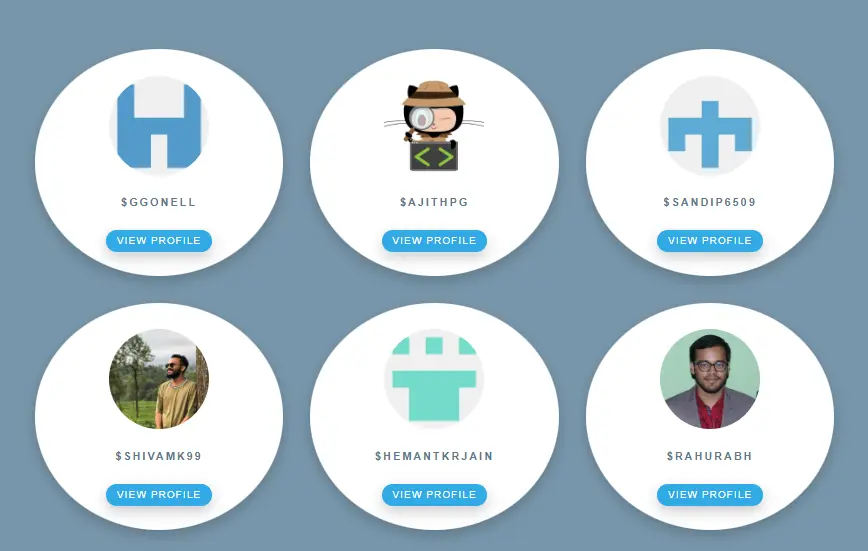 $GGONELL
$AJITHPG
$SANDIP6509
VIEW PROFILE
VIEW PROFILE
VIEW PROFILE
$SHIVAMK99
$HEMANTKRJAIN
$RAHURABH
VIEW PROFILE
VIEW PROFILE
VIEW PROFILE